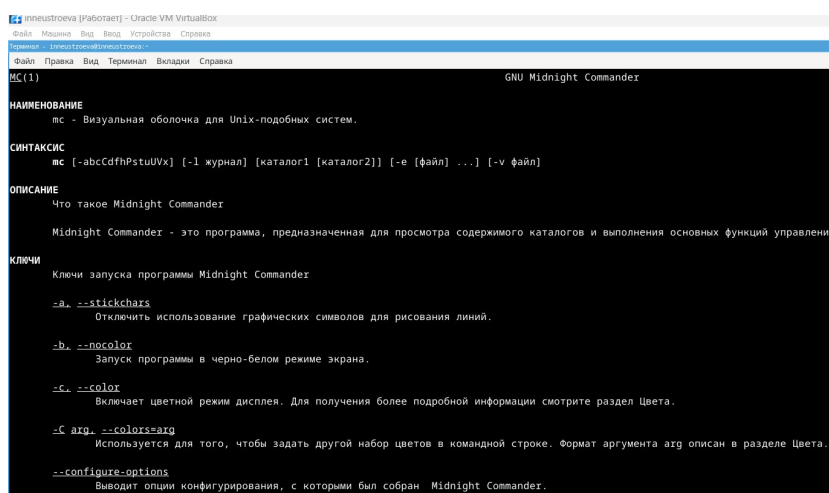 inneustroeva [Работает] - Oracle VM VirtualBox
Файл Машина Вид Ввод Устройства Справка
Терминал - inneustroeva@inneustroeva:~
Файл Правка Вид Терминал Вкладки Справка
MC(1) GNU Midnight Commander
НАИМЕНОВАНИЕ
mc - Визуальная оболочка для Unix-подобных систем.
СИНТАКСИС
mc [-abcCdfhPstuUVx] [-l журнал] [каталог1 [каталог2]] [-e [файл] ...] [-v файл]
ОПИСАНИЕ
Что такое Midnight Commander
Midnight Commander - это программа, предназначенная для просмотра содержимого каталогов и выполнения основных функций управлени
КЛЮЧИ
Ключи запуска программы Midnight Commander
-a, --stickchars
Отключить использование графических символов для рисования линий.
-b, --nocolor
Запуск программы в черно-белом режиме экрана.
-c, --color
Включает цветной режим дисплея. Для получения более подробной информации смотрите раздел Цвета.
-C arg, --colors=arg
Используется для того, чтобы задать другой набор цветов в командной строке. Формат аргумента arg описан в разделе Цвета.
--configure-options
Выводит опции конфигурирования, с которыми был собран Midnight Commander.